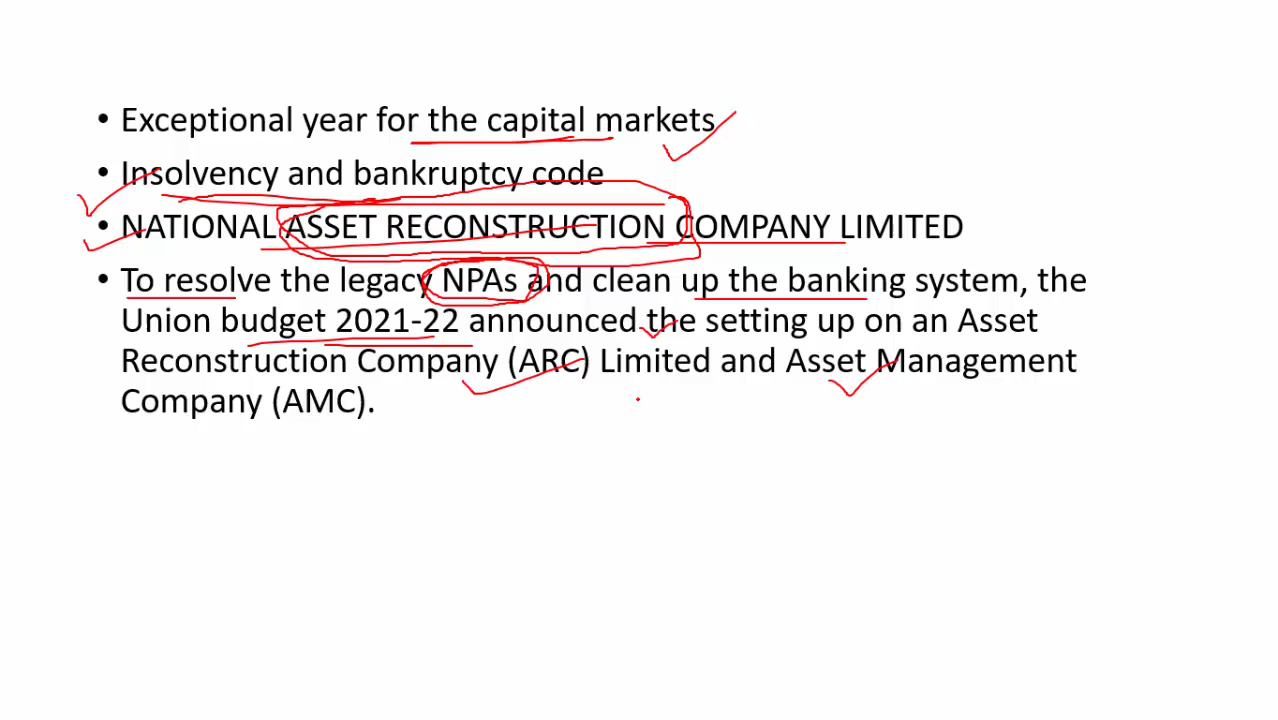 • Exceptional year for the capital markets
• Insolvency and bankruptcy code
• NATIONAL ASSET RECONSTRUCTION COMPANY LIMITED
• To resolve the legacy NPAs and clean up the banking system, the
Union budget 2021-22 announced the setting up on an Asset
Reconstruction Company (ARC) Limited and Asset Management
Company (AMC).